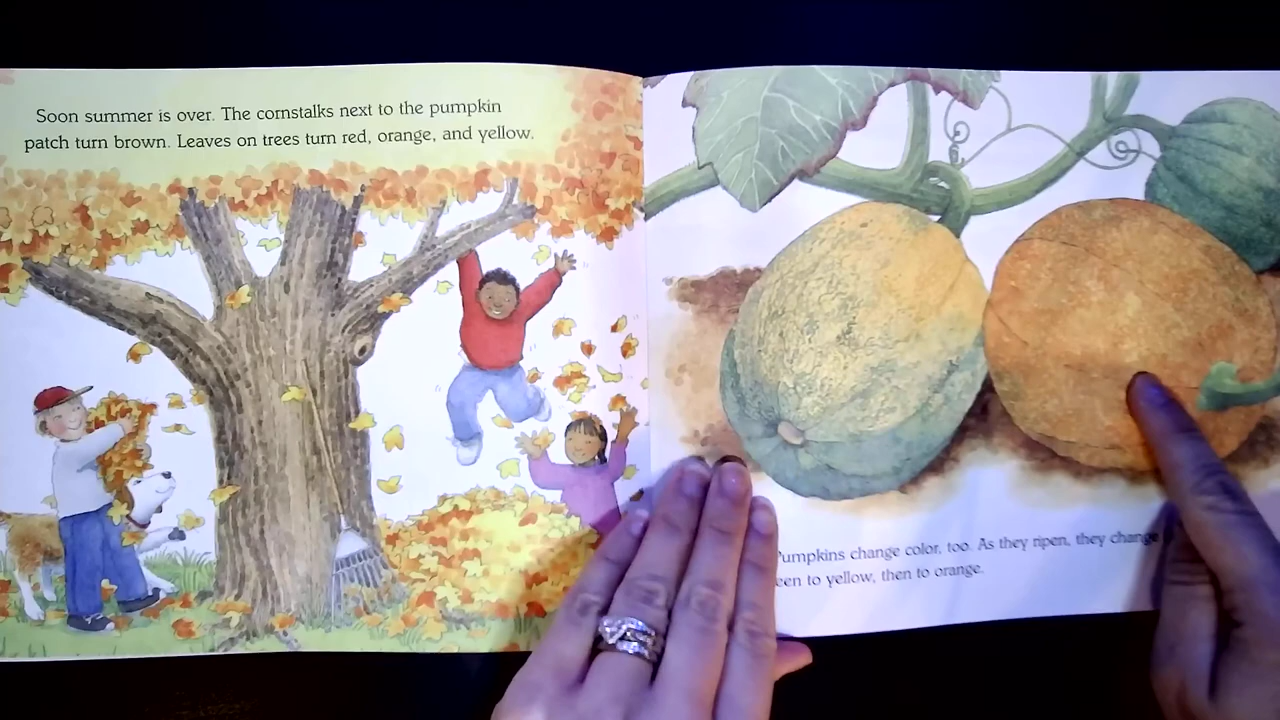 Soon summer is over. The cornstalks next to the pumpkin
patch turn brown. Leaves on trees turn red, orange, and yellow.
Pumpkins change color, too. As they ripen, they change
een to yellow, then to orange.